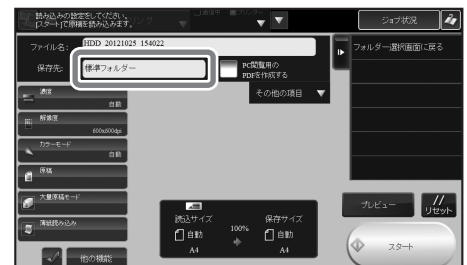 読み込みの設定をしてください。
[スタート]で原稿を読み込みます。
ジョブ状況
ファイル名:
HDD_20121025_154022
フォルダー選択画面に戻る
保存先:
標準フォルダー
PC閲覧用の
PDFを作成する
その他の項目 ▼
濃度
自動
解像度
600x600dpi
カラーモード
自動
原稿
大量原稿モード
薄紙読み込み
他の機能
読込サイズ
自動
A4
100%
保存サイズ
自動
A4
プレビュー
リセット
スタート